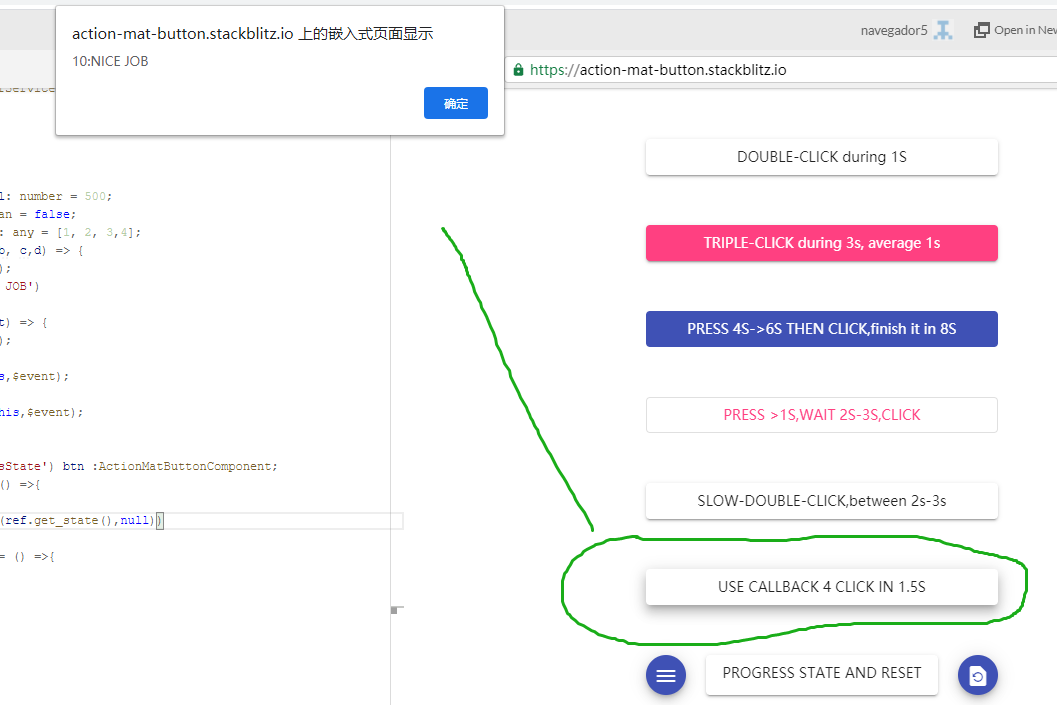 action-mat-button.stackblitz.io 上的嵌入式页面显示
10:NICE JOB
确定
navegador5
Open in New
https://action-mat-button.stackblitz.io
l: number = 500;
an = false;
: any = [1, 2, 3,4];
c,d) => {
);
JOB')
t) => {
);
s,$event);
his,$event);
sState') btn :ActionMatButtonComponent;
() =>{
(ref.get_state(),null))
= () =>{
DOUBLE-CLICK during 1S
TRIPLE-CLICK during 3s, average 1s
PRESS 4S->6S THEN CLICK,finish it in 8S
PRESS >1S,WAIT 2S-3S,CLICK
SLOW-DOUBLE-CLICK,between 2s-3s
USE CALLBACK 4 CLICK IN 1.5S
PROGRESS STATE AND RESET